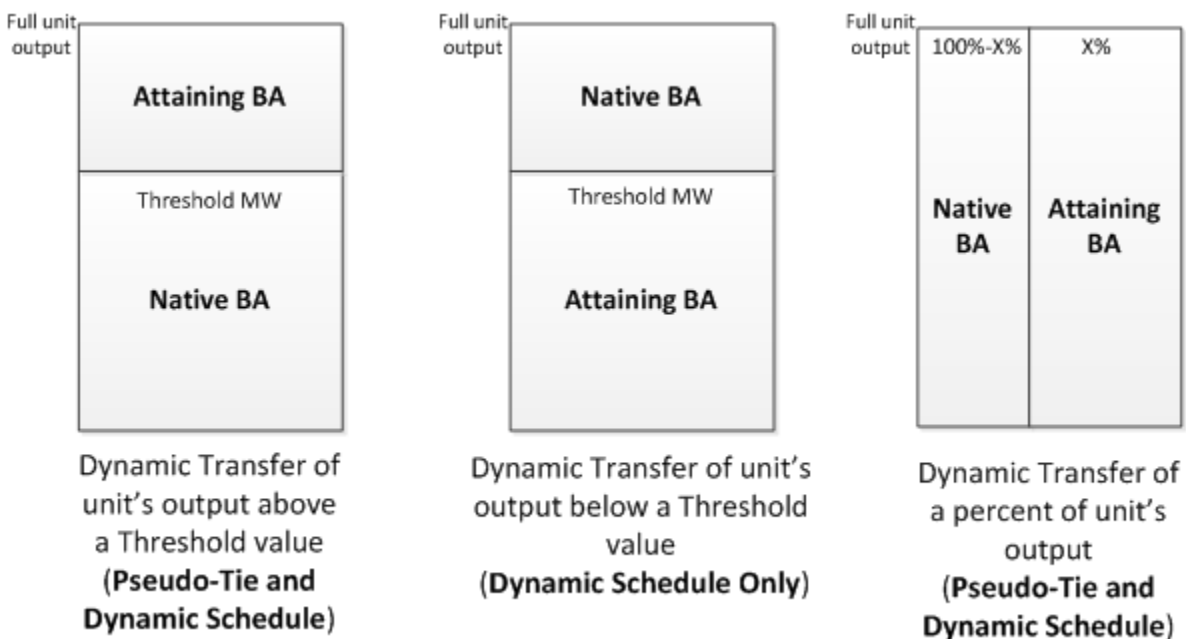 Full unit
output
Attaining BA
Threshold MW
Native BA
Dynamic Transfer of
unit's output above
a Threshold value
(Pseudo-Tie and
Dynamic Schedule)
Full unit
output
Native BA
Threshold MW
Attaining BA
Dynamic Transfer of unit's
output below a Threshold
value
(Dynamic Schedule Only)
Full unit
output
100%-X%
X%
Native
BA
Attaining
BA
Dynamic Transfer of
a percent of unit's
output
(Pseudo-Tie and
Dynamic Schedule)